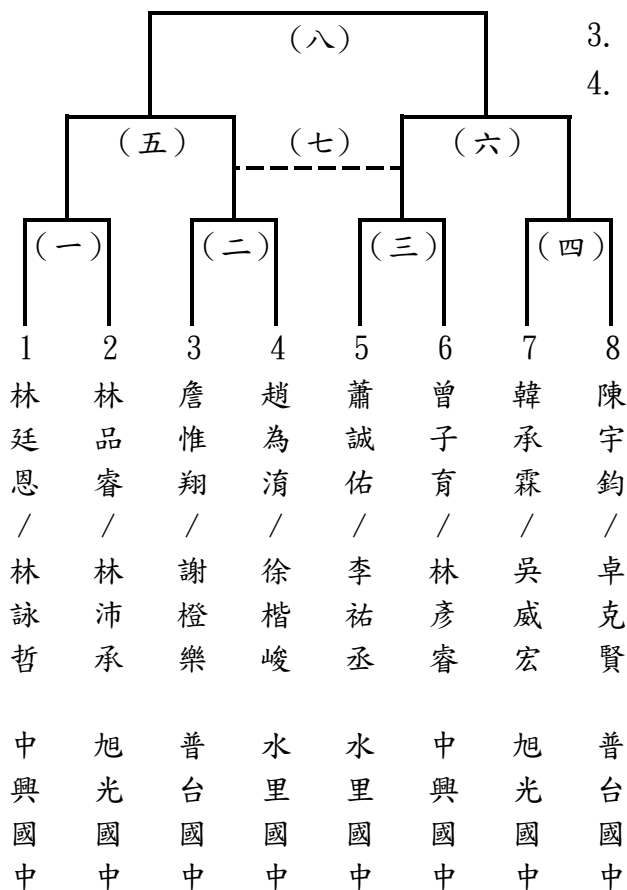 (八)
3.
4.
(五)
(七)
(六)
(一)
(二)
(三)
(四)
1 2 3 4 5 6 7 8
林廷恩/林詠哲 中興國中
林品睿/林沛承 旭光國中
詹惟翔/謝橙樂 普台國中
趙為淯/徐楷峻 水里國中
蕭誠佑/李祐丞 水里國中
曾子育/林彥睿 中興國中
韓承霖/吳威宏 旭光國中
陳宇鈞/卓克賢 普台國中